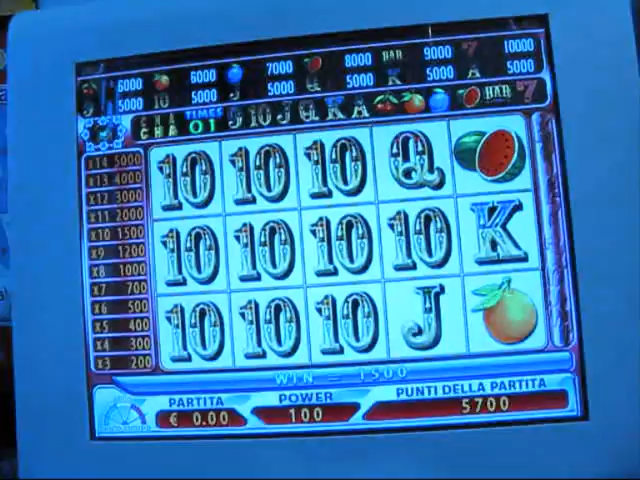 6000 6000 7000 8000 BAR 9000 7 10000
5000 10 5000 J 5000 Q 5000 K 5000 A 5000
CHA CHA TIMES 01 J 10 J Q K A BAR 7
x14 5000
x13 4000
x12 3000
x11 2000
x10 1500
x9 1200
x8 1000
x7 700
x6 500
x5 400
x4 300
x3 200
10 10 10 Q
10 10 10 10 K
10 10 10 J
WIN = 1500
PARTITA POWER PUNTI DELLA PARTITA
€ 0.00 100 5700